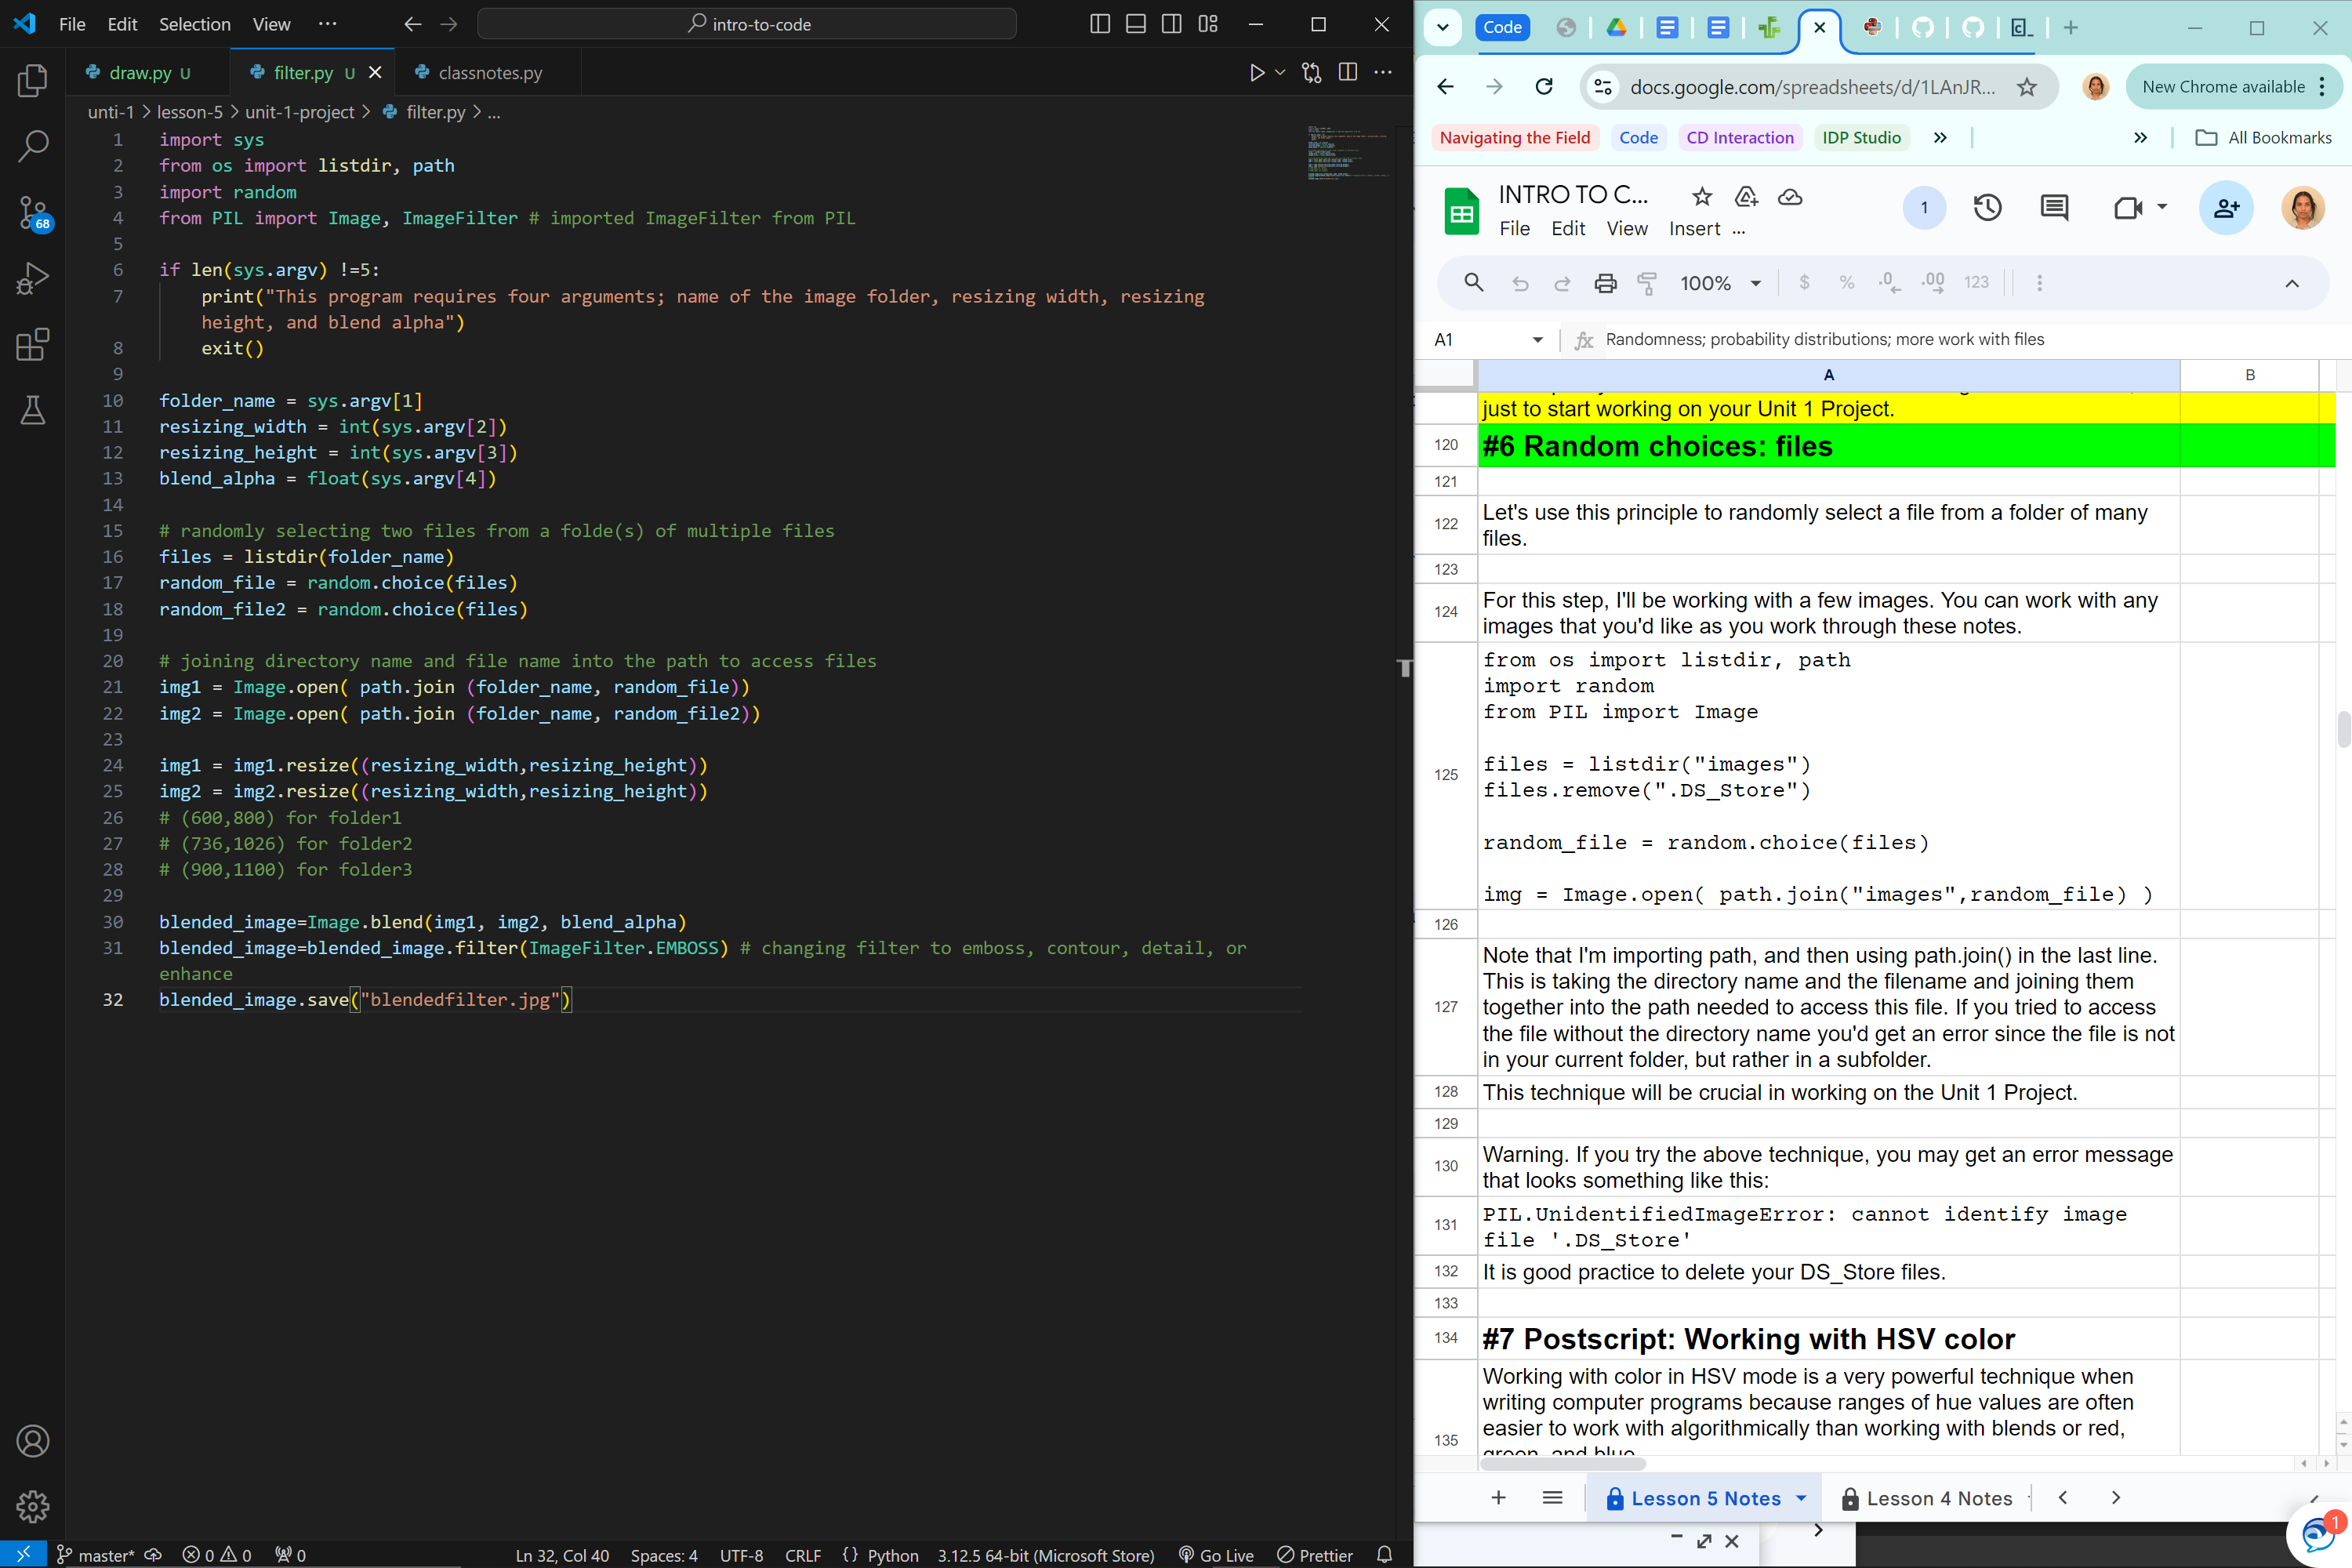 File Edit Selection View ··· intro-to-code
draw.py U filter.py U classnotes.py
unti-1 > lesson-5 > unit-1-project > filter.py > ...
1 import sys
2 from os import listdir, path
3 import random
4 from PIL import Image, ImageFilter # imported ImageFilter from PIL
5
6 if len(sys.argv) !=5:
7 print("This program requires four arguments; name of the image folder, resizing width, resizing
height, and blend alpha")
8 exit()
9
10 folder_name = sys.argv[1]
11 resizing_width = int(sys.argv[2])
12 resizing_height = int(sys.argv[3])
13 blend_alpha = float(sys.argv[4])
14
15 # randomly selecting two files from a folde(s) of multiple files
16 files = listdir(folder_name)
17 random_file = random.choice(files)
18 random_file2 = random.choice(files)
19
20 # joining directory name and file name into the path to access files
21 img1 = Image.open( path.join (folder_name, random_file))
22 img2 = Image.open( path.join (folder_name, random_file2))
23
24 img1 = img1.resize((resizing_width,resizing_height))
25 img2 = img2.resize((resizing_width,resizing_height))
26 # (600,800) for folder1
27 # (736,1026) for folder2
28 # (900,1100) for folder3
29
30 blended_image=Image.blend(img1, img2, blend_alpha)
31 blended_image=blended_image.filter(ImageFilter.EMBOSS) # changing filter to emboss, contour, detail, or
enhance
32 blended_image.save("blendedfilter.jpg")
68
master* 0 0 0 Ln 32, Col 40 Spaces: 4 UTF-8 CRLF {} Python 3.12.5 64-bit (Microsoft Store) Go Live Prettier
Code
docs.google.com/spreadsheets/d/1LAnJR... New Chrome available
Navigating the Field Code CD Interaction IDP Studio » » All Bookmarks
INTRO TO C... 1
File Edit View Insert ...
100% $ % .0 .00 123
A1 fx Randomness; probability distributions; more work with files
A B
just to start working on your Unit 1 Project.
120 #6 Random choices: files
121
122 Let's use this principle to randomly select a file from a folder of many
files.
123
124 For this step, I'll be working with a few images. You can work with any
images that you'd like as you work through these notes.
from os import listdir, path
import random
from PIL import Image
125 files = listdir("images")
files.remove(".DS_Store")
random_file = random.choice(files)
img = Image.open( path.join("images",random_file) )
126
Note that I'm importing path, and then using path.join() in the last line.
This is taking the directory name and the filename and joining them
127 together into the path needed to access this file. If you tried to access
the file without the directory name you'd get an error since the file is not
in your current folder, but rather in a subfolder.
128 This technique will be crucial in working on the Unit 1 Project.
129
130 Warning. If you try the above technique, you may get an error message
that looks something like this:
131 PIL.UnidentifiedImageError: cannot identify image
file '.DS_Store'
132 It is good practice to delete your DS_Store files.
133
134 #7 Postscript: Working with HSV color
Working with color in HSV mode is a very powerful technique when
writing computer programs because ranges of hue values are often
135 easier to work with algorithmically than working with blends or red,
green, and blue.
+ Lesson 5 Notes Lesson 4 Notes
1